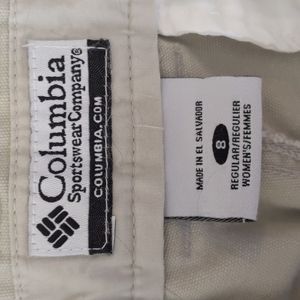 Columbia
Sportswear Company®
COLUMBIA.COM
8
MADE IN EL SALVADOR
REGULAR/REGULIER
WOMEN'S/FEMMES